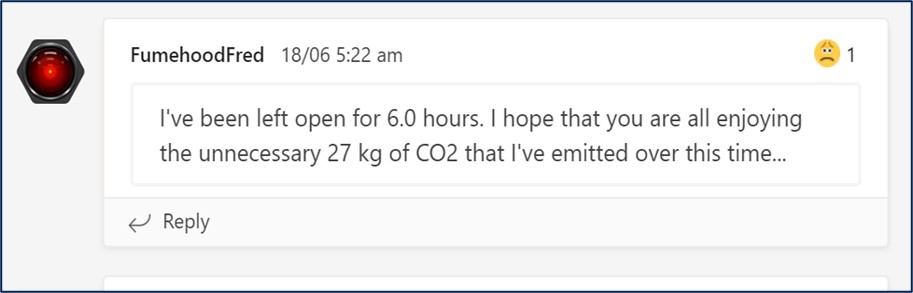 FumehoodFred 18/06 5:22 am
1
I've been left open for 6.0 hours. I hope that you are all enjoying
the unnecessary 27 kg of CO2 that I've emitted over this time...
Reply